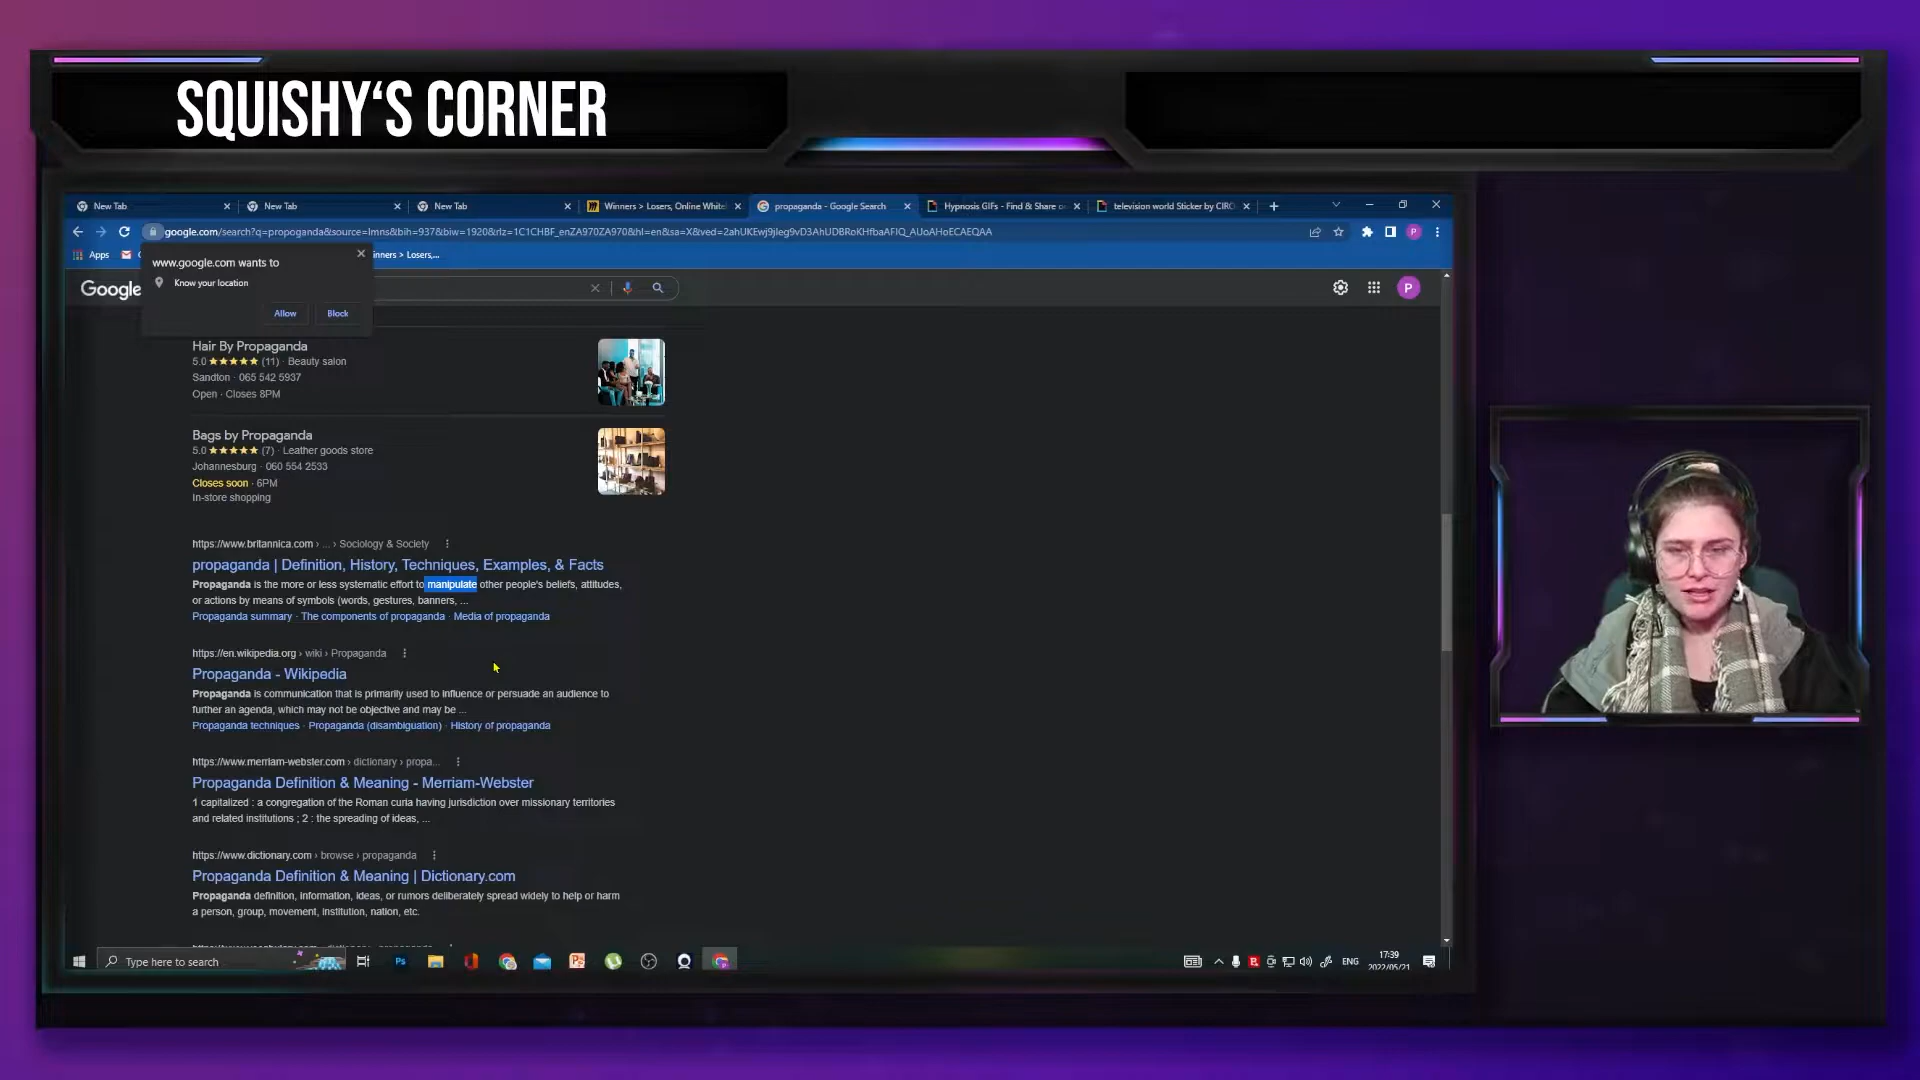 SQUISHY‘S CORNER
New Tab
New Tab
New Tab
Winners > Losers, Online White
propaganda - Google Search
Hypnosis GIFs - Find & Share o
television world Sticker by CIRO
google.com/search?q=propoganda&source=lmns&bih=937&biw=1920&rlz=1C1CHBF_enZA970ZA970&hl=en&sa=X&ved=2ahUKEwj9jleg9vD3AhUDBRoKHfbaAFIQ_AUoAHoECAEQAA
Apps
inners > Losers,...
www.google.com wants to
Know your location
Allow
Block
Google
P
Hair By Propaganda
5.0 ★★★★★ (11) · Beauty salon
Sandton · 065 542 5937
Open · Closes 8PM
Bags by Propaganda
5.0 ★★★★★ (7) · Leather goods store
Johannesburg · 060 554 2533
Closes soon · 6PM
In-store shopping
https://www.britannica.com › ... › Sociology & Society
propaganda | Definition, History, Techniques, Examples, & Facts
Propaganda is the more or less systematic effort to manipulate other people's beliefs, attitudes,
or actions by means of symbols (words, gestures, banners, ...
Propaganda summary · The components of propaganda · Media of propaganda
https://en.wikipedia.org › wiki › Propaganda
Propaganda - Wikipedia
Propaganda is communication that is primarily used to influence or persuade an audience to
further an agenda, which may not be objective and may be ...
Propaganda techniques · Propaganda (disambiguation) · History of propaganda
https://www.merriam-webster.com › dictionary › propa...
Propaganda Definition & Meaning - Merriam-Webster
1 capitalized : a congregation of the Roman curia having jurisdiction over missionary territories
and related institutions ; 2 : the spreading of ideas, ...
https://www.dictionary.com › browse › propaganda
Propaganda Definition & Meaning | Dictionary.com
Propaganda definition, information, ideas, or rumors deliberately spread widely to help or harm
a person, group, movement, institution, nation, etc.
Type here to search
Ps
ENG
17:39
2022/05/21